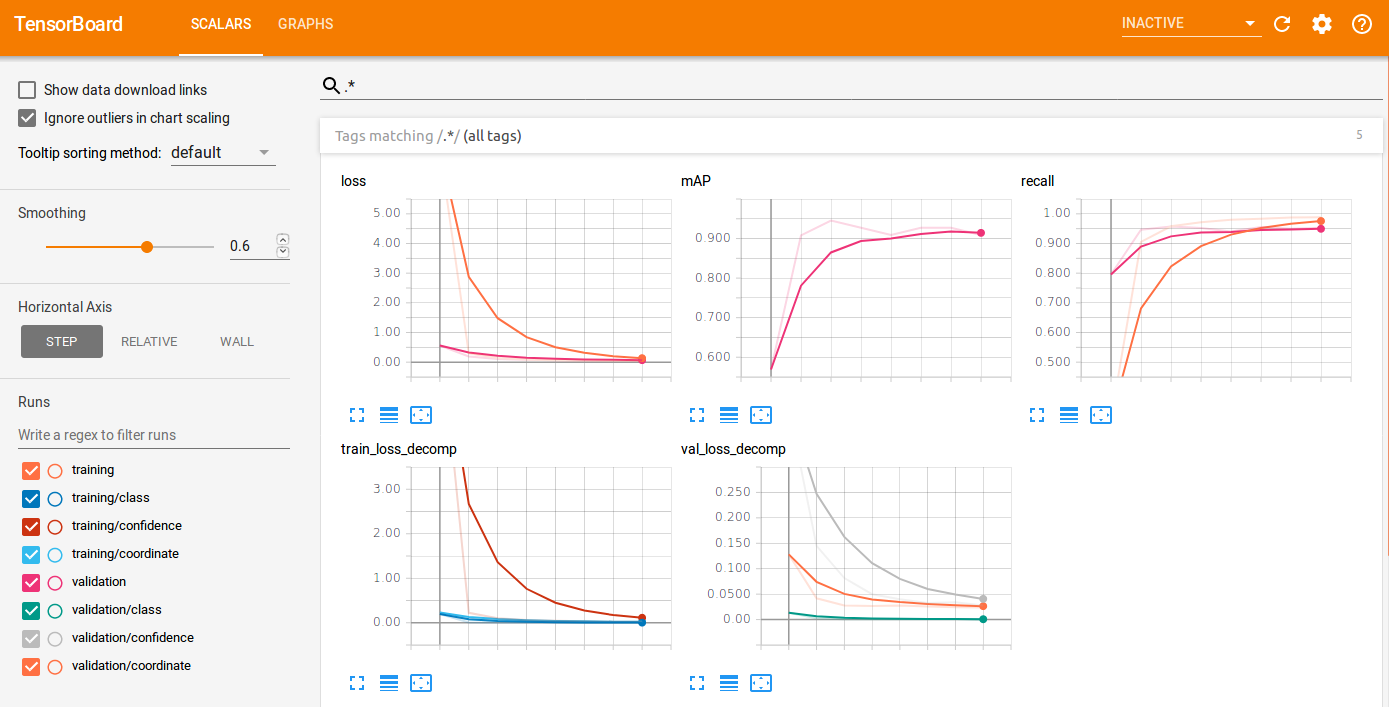 TensorBoard SCALARS GRAPHS INACTIVE
Show data download links
Ignore outliers in chart scaling
Tooltip sorting method: default
Smoothing
0.6
Horizontal Axis
STEP RELATIVE WALL
Runs
Write a regex to filter runs
training
training/class
training/confidence
training/coordinate
validation
validation/class
validation/confidence
validation/coordinate
.*
Tags matching /.*/ (all tags) 5
loss
5.00
4.00
3.00
2.00
1.00
0.00
mAP
0.900
0.800
0.700
0.600
recall
1.00
0.900
0.800
0.700
0.600
0.500
train_loss_decomp
3.00
2.00
1.00
0.00
val_loss_decomp
0.250
0.200
0.150
0.100
0.0500
0.00